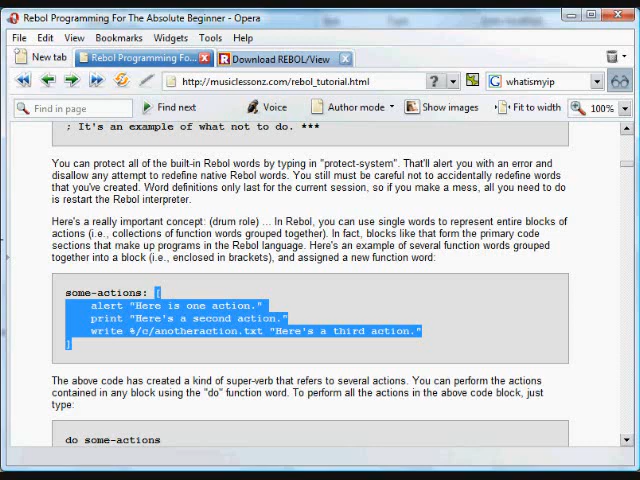 Rebol Programming For The Absolute Beginner - Opera
File Edit View Bookmarks Widgets Tools Help
New tab Rebol Programming Fo... Download REBOL/View
http://musiclessonz.com/rebol_tutorial.html ? whatismyip
Find in page Find next Voice Author mode Show images Fit to width 100%
; It's an example of what not to do. ***
You can protect all of the built-in Rebol words by typing in "protect-system". That'll alert you with an error and
disallow any attempt to redefine native Rebol words. You still must be careful not to accidentally redefine words
that you've created. Word definitions only last for the current session, so if you make a mess, all you need to do
is restart the Rebol interpreter.
Here's a really important concept: (drum role) ... In Rebol, you can use single words to represent entire blocks of
actions (i.e., collections of function words grouped together). In fact, blocks like that form the primary code
sections that make up programs in the Rebol language. Here's an example of several function words grouped
together into a block (i.e., enclosed in brackets), and assigned a new function word:
some-actions: [
alert "Here is one action."
print "Here's a second action."
write %/c/anotheraction.txt "Here's a third action."
]
The above code has created a kind of super-verb that refers to several actions. You can perform the actions
contained in any block using the "do" function word. To perform all the actions in the above code block, just
type:
do some-actions